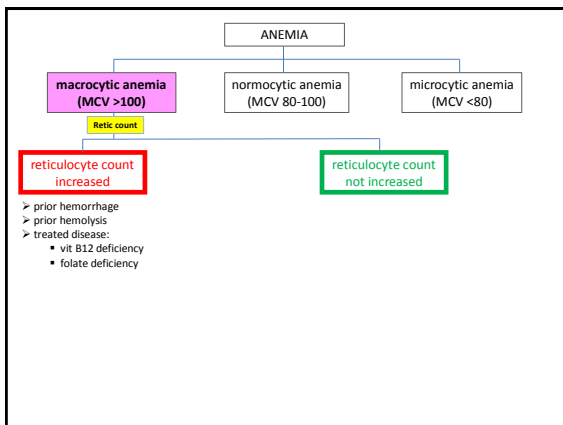 ANEMIA
macrocytic anemia
(MCV >100)
normocytic anemia
(MCV 80-100)
microcytic anemia
(MCV <80)
Retic count
reticulocyte count
increased
reticulocyte count
not increased
➢ prior hemorrhage
➢ prior hemolysis
➢ treated disease:
▪ vit B12 deficiency
▪ folate deficiency